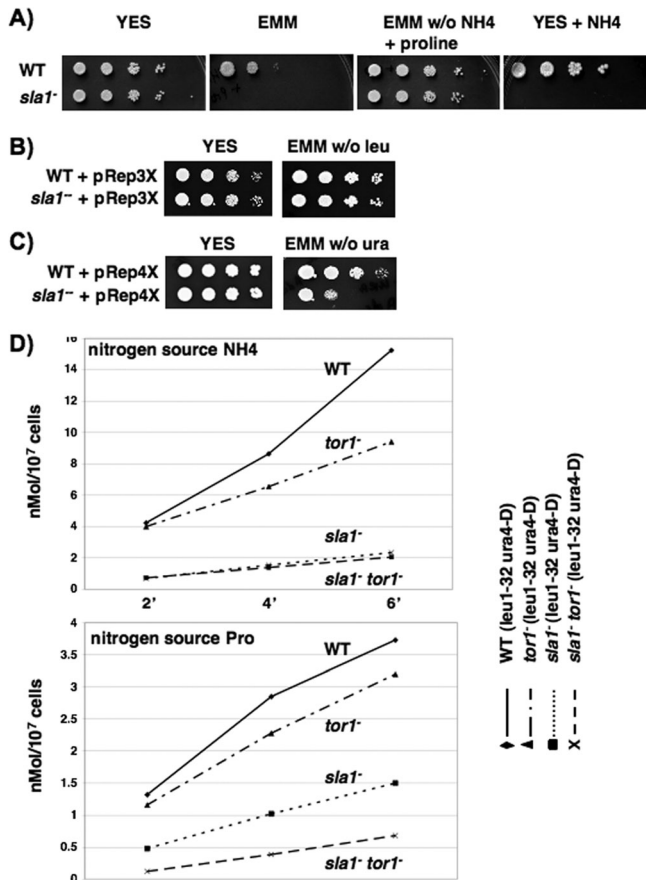 A)
YES
EMM
EMM w/o NH4
+ proline
YES + NH4
WT
sla1-
B)
YES
EMM w/o leu
WT + pRep3X
sla1-- + pRep3X
C)
YES
EMM w/o ura
WT + pRep4X
sla1-- + pRep4X
D)
nitrogen source NH4
nMol/10⁷ cells
16
14
12
10
8
6
4
2
0
WT
tor1-
sla1-
sla1- tor1-
2'
4'
6'
nitrogen source Pro
nMol/10⁷ cells
3.5
3
2.5
2
1.5
1
0.5
0
4
WT
tor1-
sla1-
sla1- tor1-
WT (leu1-32 ura4-D)
tor1- (leu1-32 ura4-D)
sla1- (leu1-32 ura4-D)
sla1- tor1- (leu1-32 ura4-D)